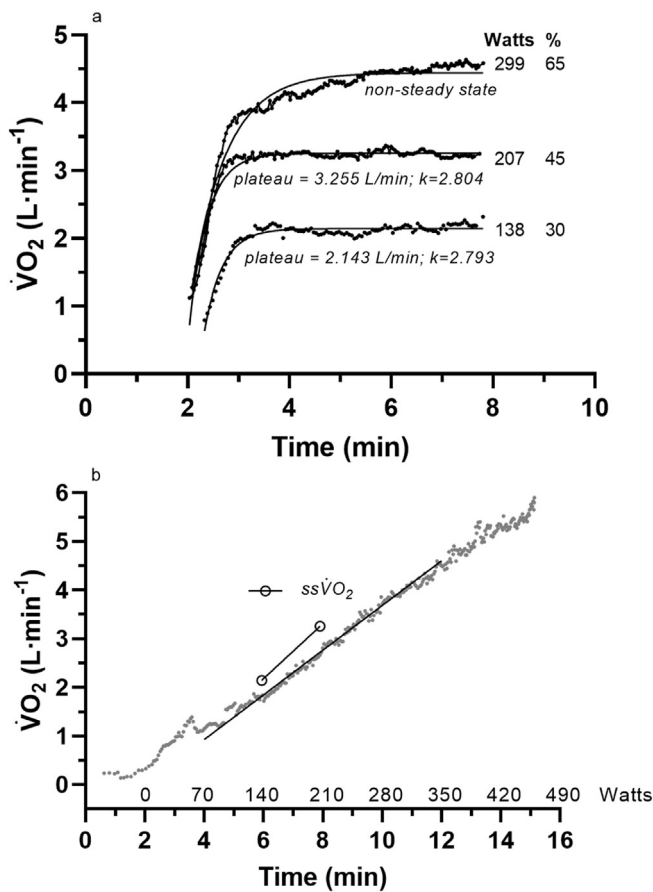 a
5
4
3
2
1
0
V̇O₂ (L·min⁻¹)
Watts %
299 65
non-steady state
207 45
plateau = 3.255 L/min; k=2.804
138 30
plateau = 2.143 L/min; k=2.793
0 2 4 6 8 10
Time (min)
b
6
5
4
3
2
1
0
V̇O₂ (L·min⁻¹)
ssV̇O₂
0 70 140 210 280 350 420 490 Watts
0 2 4 6 8 10 12 14 16
Time (min)